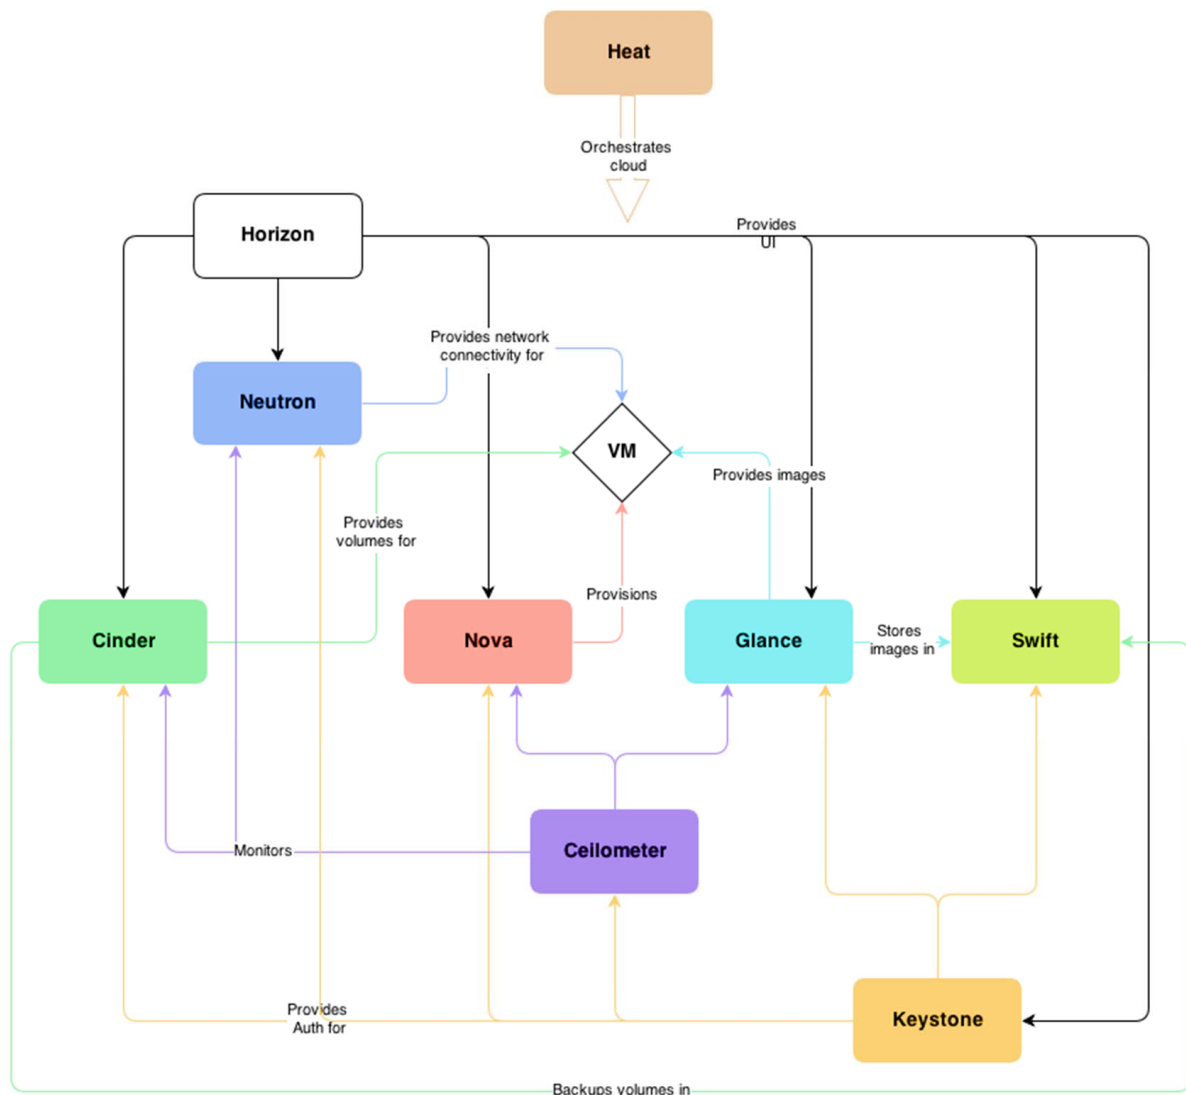 Heat
Orchestrates
cloud
Horizon
Provides
UI
Provides network
connectivity for
Neutron
VM
Provides images
Provides
volumes for
Provisions
Cinder
Nova
Glance
Stores
images in
Swift
Ceilometer
Monitors
Provides
Auth for
Keystone
Backups volumes in